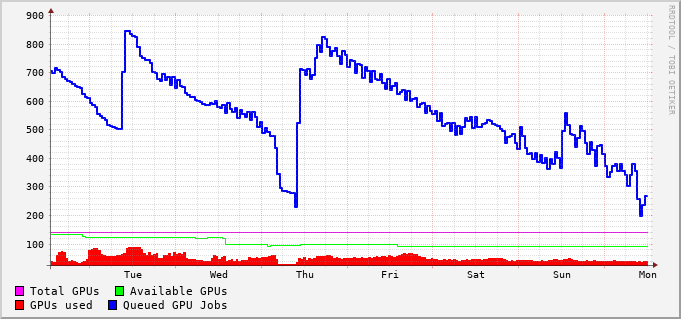 900
800
700
600
500
400
300
200
100
Tue Wed Thu Fri Sat Sun Mon
Total GPUs Available GPUs
GPUs used Queued GPU Jobs
RRDTOOL / TOBI OETIKER